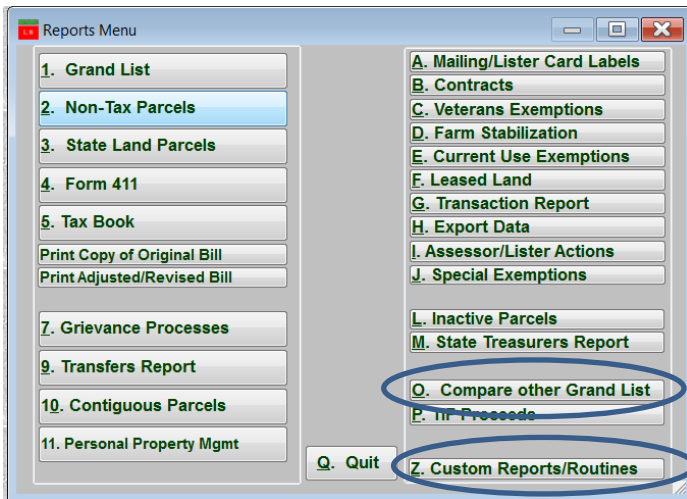 Reports Menu
1. Grand List
2. Non-Tax Parcels
3. State Land Parcels
4. Form 411
5. Tax Book
Print Copy of Original Bill
Print Adjusted/Revised Bill
7. Grievance Processes
9. Transfers Report
10. Contiguous Parcels
11. Personal Property Mgmt
Q. Quit
A. Mailing/Lister Card Labels
B. Contracts
C. Veterans Exemptions
D. Farm Stabilization
E. Current Use Exemptions
F. Leased Land
G. Transaction Report
H. Export Data
I. Assessor/Lister Actions
J. Special Exemptions
L. Inactive Parcels
M. State Treasurers Report
O. Compare other Grand List
P. TIF Proceeds
Z. Custom Reports/Routines